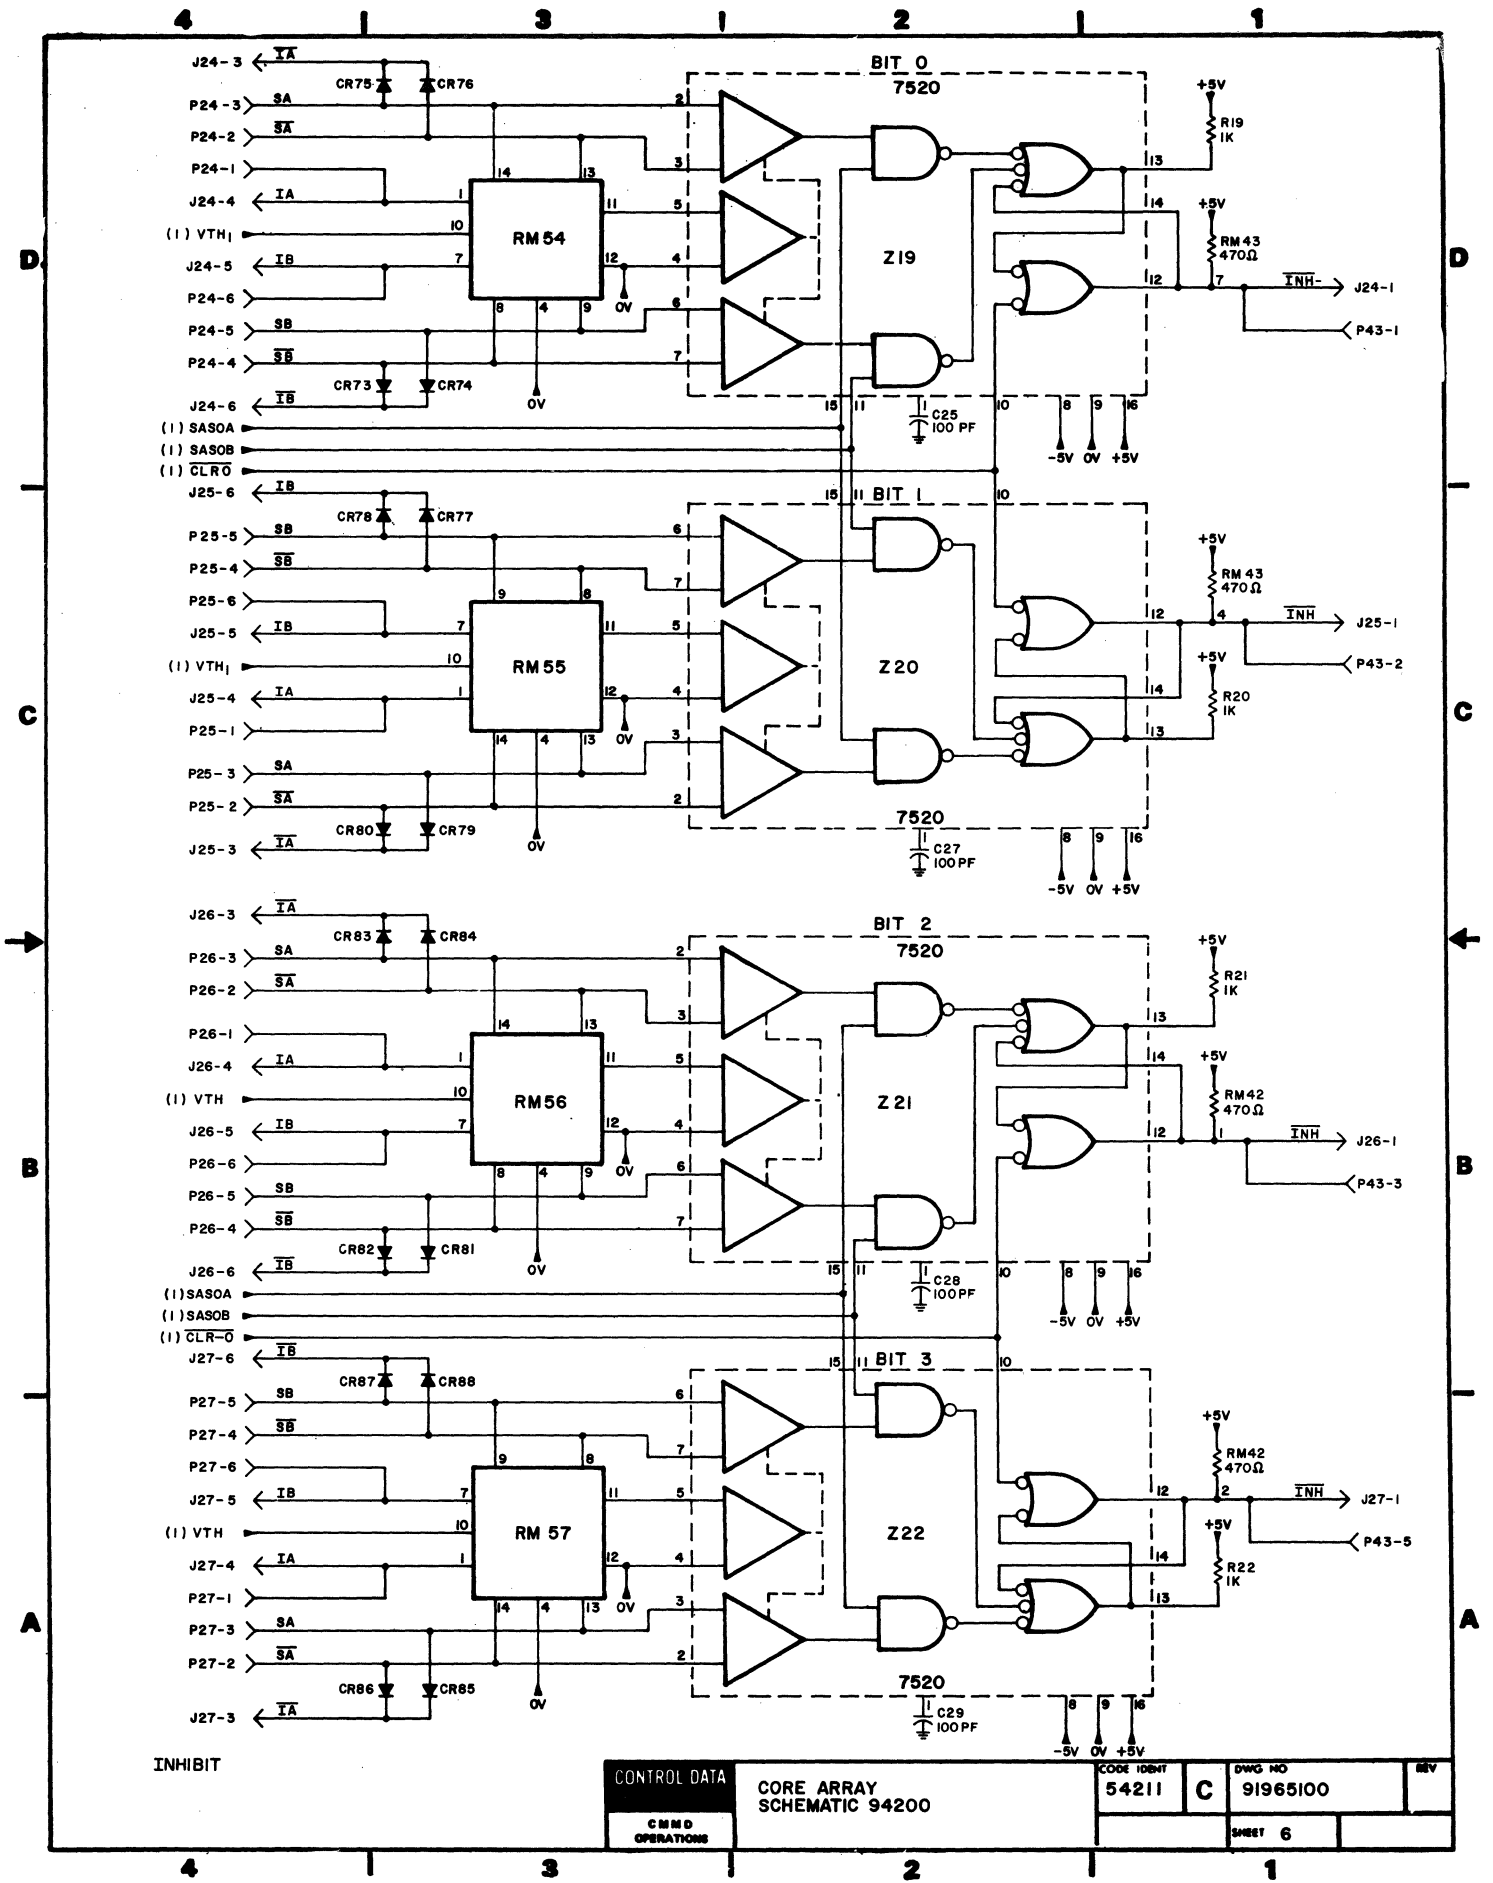 4 3 2 1
BIT 0
7520
J24-3 IA
CR75 CR76
P24-3 SA 2
P24-2 SA
P24-1 3
14 13
J24-4 IA 1
RM54
11 5
(1) VTH1 10
J24-5 IB 7
12 4
0V
P24-6
8 4 9
6
P24-5 SB
P24-4 SB 7
CR73 CR74
0V
J24-6 IB
Z19
+5V
R19
1K
13
14
+5V
RM43
470Ω
12 7 INH- J24-1
P43-1
D D
15 11 1 10 8 9 16
C25
100 PF
-5V 0V +5V
(1) SASOA
(1) SASOB
(1) CLR0
J25-6 IB
15 11 BIT 1 10
CR78 CR77
P25-5 SB 6
P25-4 SB
7
P25-6
9 8
J25-5 IB 7
RM55
11 5
(1) VTH1 10
J25-4 IA 1
12 4
0V
P25-1
14 4 13
3
P25-3 SA
P25-2 SA 2
CR80 CR79
0V
J25-3 IA
Z20
+5V
RM43
470Ω
12 4 INH J25-1
P43-2
+5V
14
R20
1K
13
C C
7520
1 8 9 16
C27
100PF
-5V 0V +5V
J26-3 IA
BIT 2
7520
CR83 CR84
P26-3 SA 2
P26-2 SA
3
P26-1
14 13
J26-4 IA 1
RM56
11 5
(1) VTH 10
J26-5 IB 7
12 4
0V
P26-6
8 4 9
6
P26-5 SB
P26-4 SB 7
CR82 CR81
0V
J26-6 IB
Z21
+5V
R21
1K
13
14
+5V
RM42
470Ω
12 1 INH J26-1
P43-3
B B
15 11 1 10 8 9 16
C28
100PF
-5V 0V +5V
(1) SASOA
(1) SASOB
(1) CLR-0
J27-6 IB
15 11 BIT 3 10
CR87 CR88
P27-5 SB 6
P27-4 SB
7
P27-6
9 8
J27-5 IB 7
RM 57
11 5
(1) VTH 10
J27-4 IA 1
12 4
0V
P27-1
14 4 13
3
P27-3 SA
P27-2 SA 2
CR86 CR85
0V
J27-3 IA
Z22
+5V
RM42
470Ω
12 2 INH J27-1
+5V
P43-5
14
R22
1K
13
A A
7520
1 8 9 16
C29
100PF
-5V 0V +5V
INHIBIT
CONTROL DATA
CMMD
OPERATIONS
CORE ARRAY
SCHEMATIC 94200
CODE IDENT
54211
C
DWG NO
91965100
REV
SHEET 6
4 3 2 1